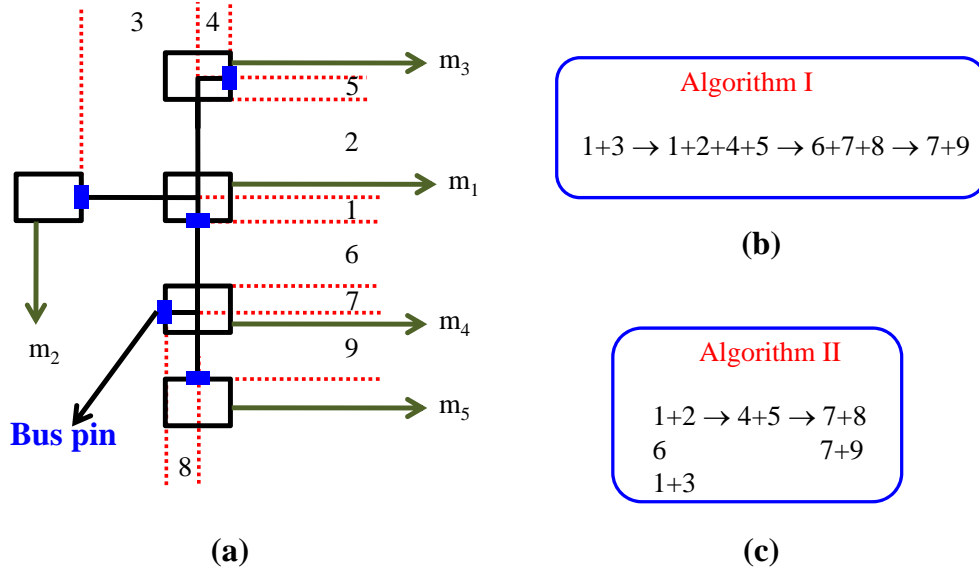 3
4
m3
5
2
m1
1
6
7
m4
9
m2
Bus pin
m5
8
(a)
Algorithm I
1+3 → 1+2+4+5 → 6+7+8 → 7+9
(b)
Algorithm II
1+2 → 4+5 → 7+8
6 7+9
1+3
(c)